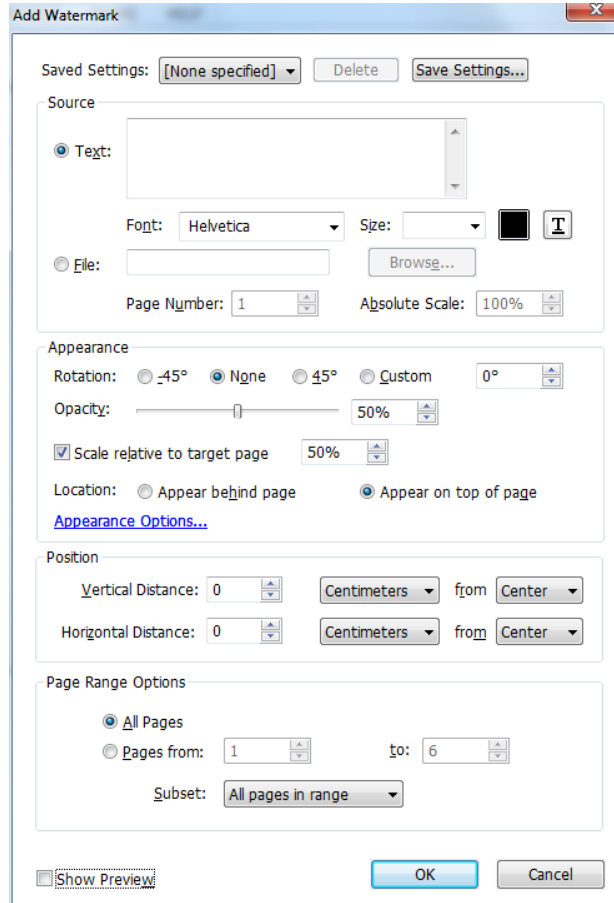 Add Watermark
Saved Settings: [None specified] Delete Save Settings...
Source
Text:
Font: Helvetica Size: T
File: Browse...
Page Number: 1 Absolute Scale: 100%
Appearance
Rotation: -45° None 45° Custom 0°
Opacity: 50%
Scale relative to target page 50%
Location: Appear behind page Appear on top of page
Appearance Options...
Position
Vertical Distance: 0 Centimeters from Center
Horizontal Distance: 0 Centimeters from Center
Page Range Options
All Pages
Pages from: 1 to: 6
Subset: All pages in range
Show Preview OK Cancel